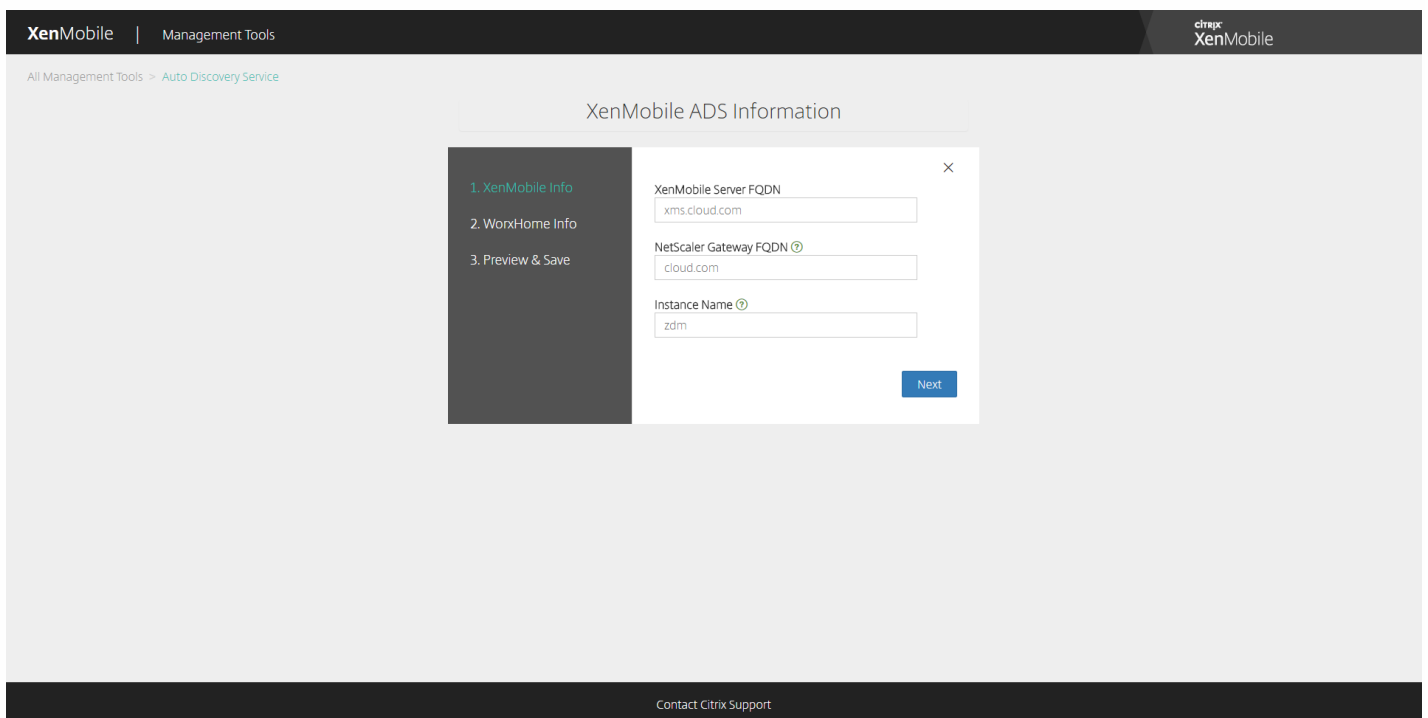 XenMobile | Management Tools
CITRIX
XenMobile
All Management Tools > Auto Discovery Service
XenMobile ADS Information
1. XenMobile Info
2. WorxHome Info
3. Preview & Save
XenMobile Server FQDN
xms.cloud.com
NetScaler Gateway FQDN ?
cloud.com
Instance Name ?
zdm
Next
Contact Citrix Support